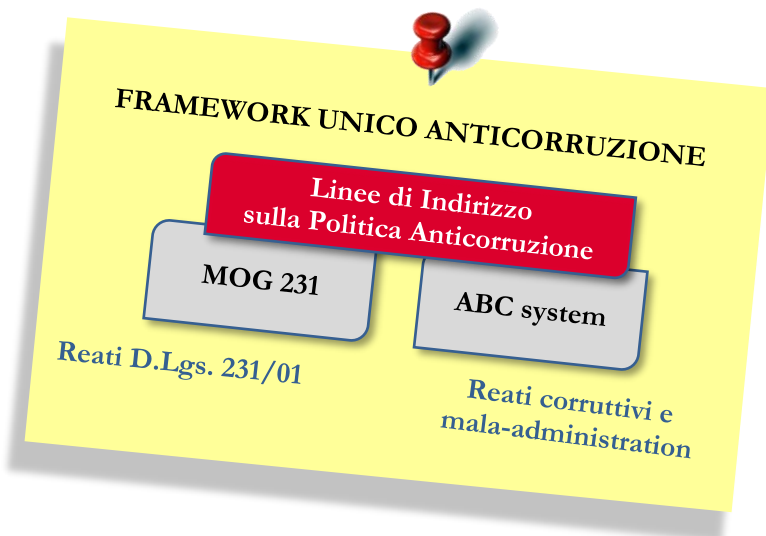 FRAMEWORK UNICO ANTICORRUZIONE
Linee di Indirizzo
sulla Politica Anticorruzione
MOG 231
ABC system
Reati D.Lgs. 231/01
Reati corruttivi e
mala-administration